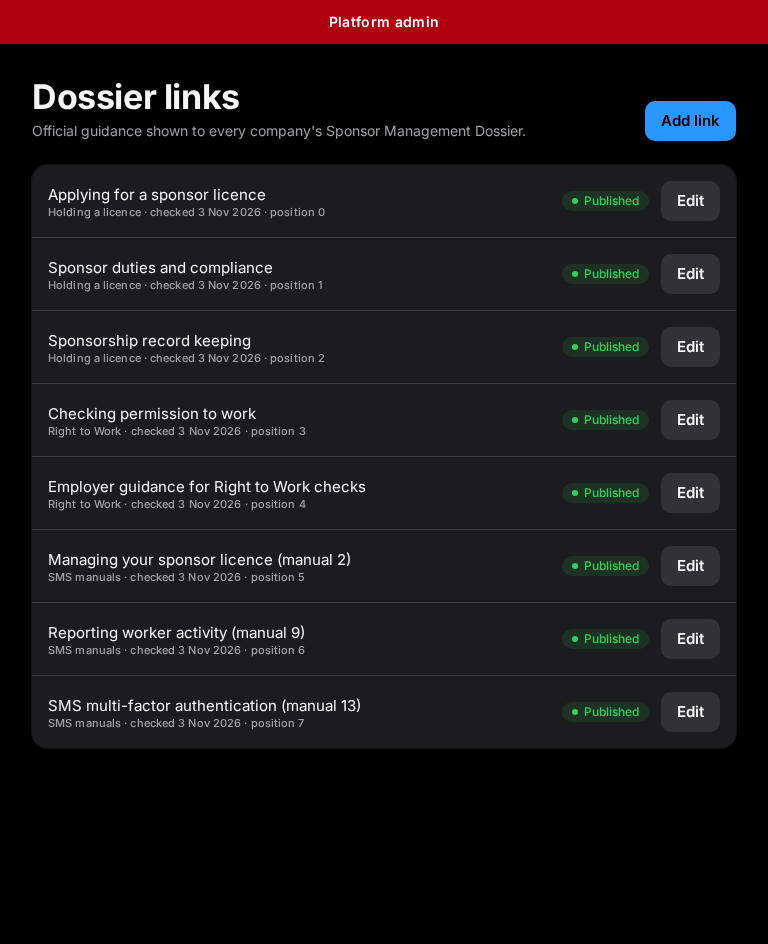 Platform admin
Dossier links
Official guidance shown to every company's Sponsor Management Dossier.
Add link
Applying for a sponsor licence
Holding a licence · checked 3 Nov 2026 · position 0
Published
Edit
Sponsor duties and compliance
Holding a licence · checked 3 Nov 2026 · position 1
Published
Edit
Sponsorship record keeping
Holding a licence · checked 3 Nov 2026 · position 2
Published
Edit
Checking permission to work
Right to Work · checked 3 Nov 2026 · position 3
Published
Edit
Employer guidance for Right to Work checks
Right to Work · checked 3 Nov 2026 · position 4
Published
Edit
Managing your sponsor licence (manual 2)
SMS manuals · checked 3 Nov 2026 · position 5
Published
Edit
Reporting worker activity (manual 9)
SMS manuals · checked 3 Nov 2026 · position 6
Published
Edit
SMS multi-factor authentication (manual 13)
SMS manuals · checked 3 Nov 2026 · position 7
Published
Edit